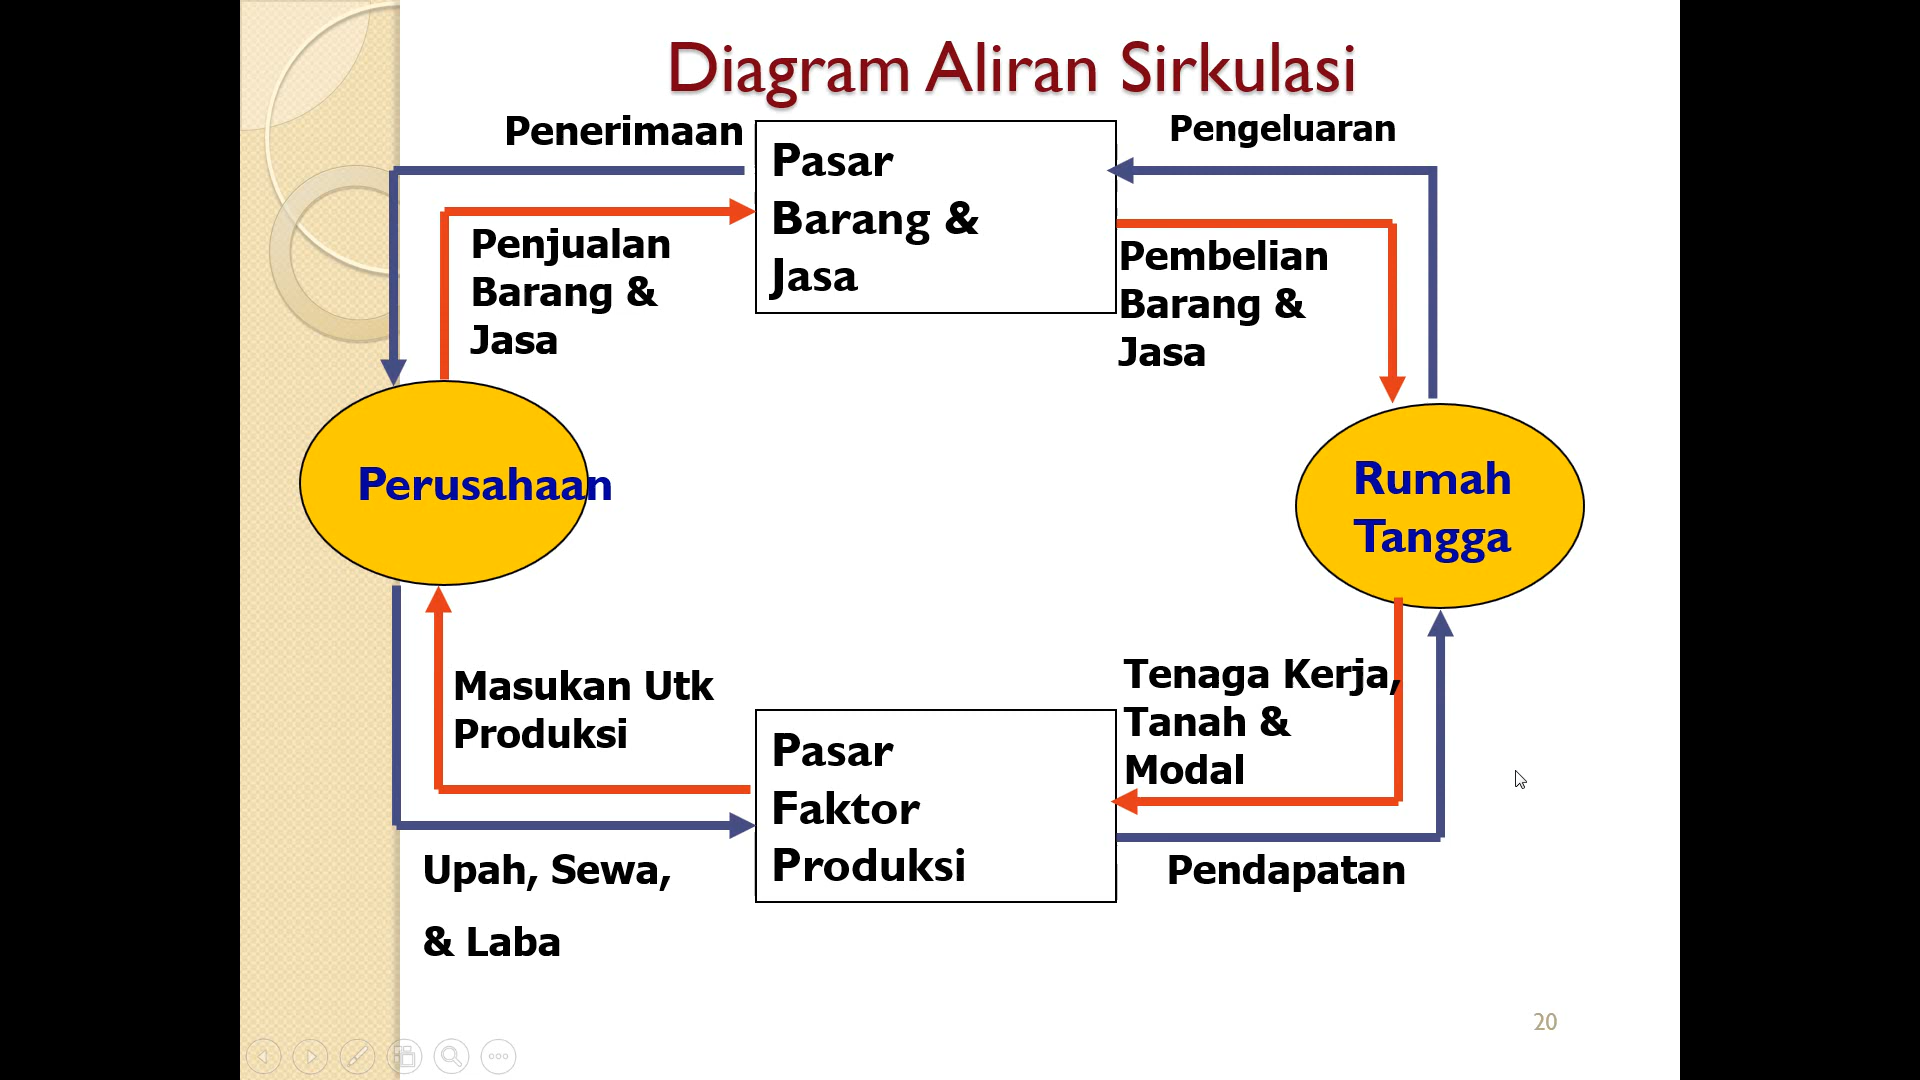 Diagram Aliran Sirkulasi
Penerimaan
Pengeluaran
Pasar
Barang &
Jasa
Penjualan
Barang &
Jasa
Pembelian
Barang &
Jasa
Perusahaan
Rumah
Tangga
Masukan Utk
Produksi
Tenaga Kerja,
Tanah &
Modal
Pasar
Faktor
Produksi
Upah, Sewa,
& Laba
Pendapatan
20